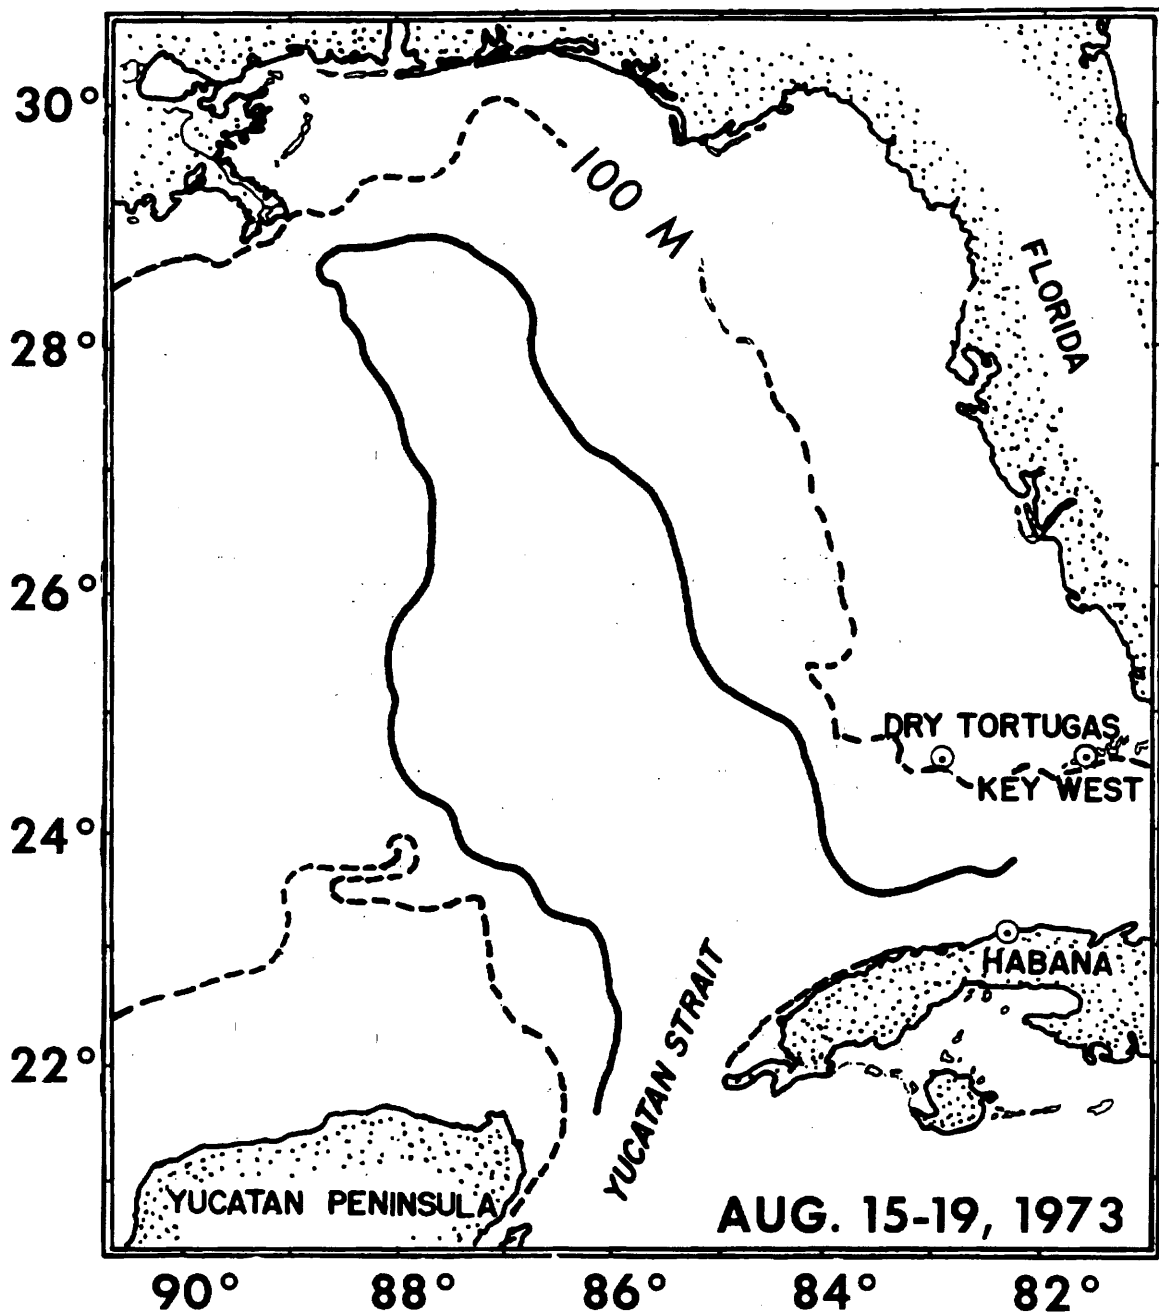 30°
100 M
FLORIDA
28°
26°
DRY TORTUGAS
KEY WEST
24°
HABANA
YUCATAN STRAIT
22°
YUCATAN PENINSULA
AUG. 15-19, 1973
90° 88° 86° 84° 82°